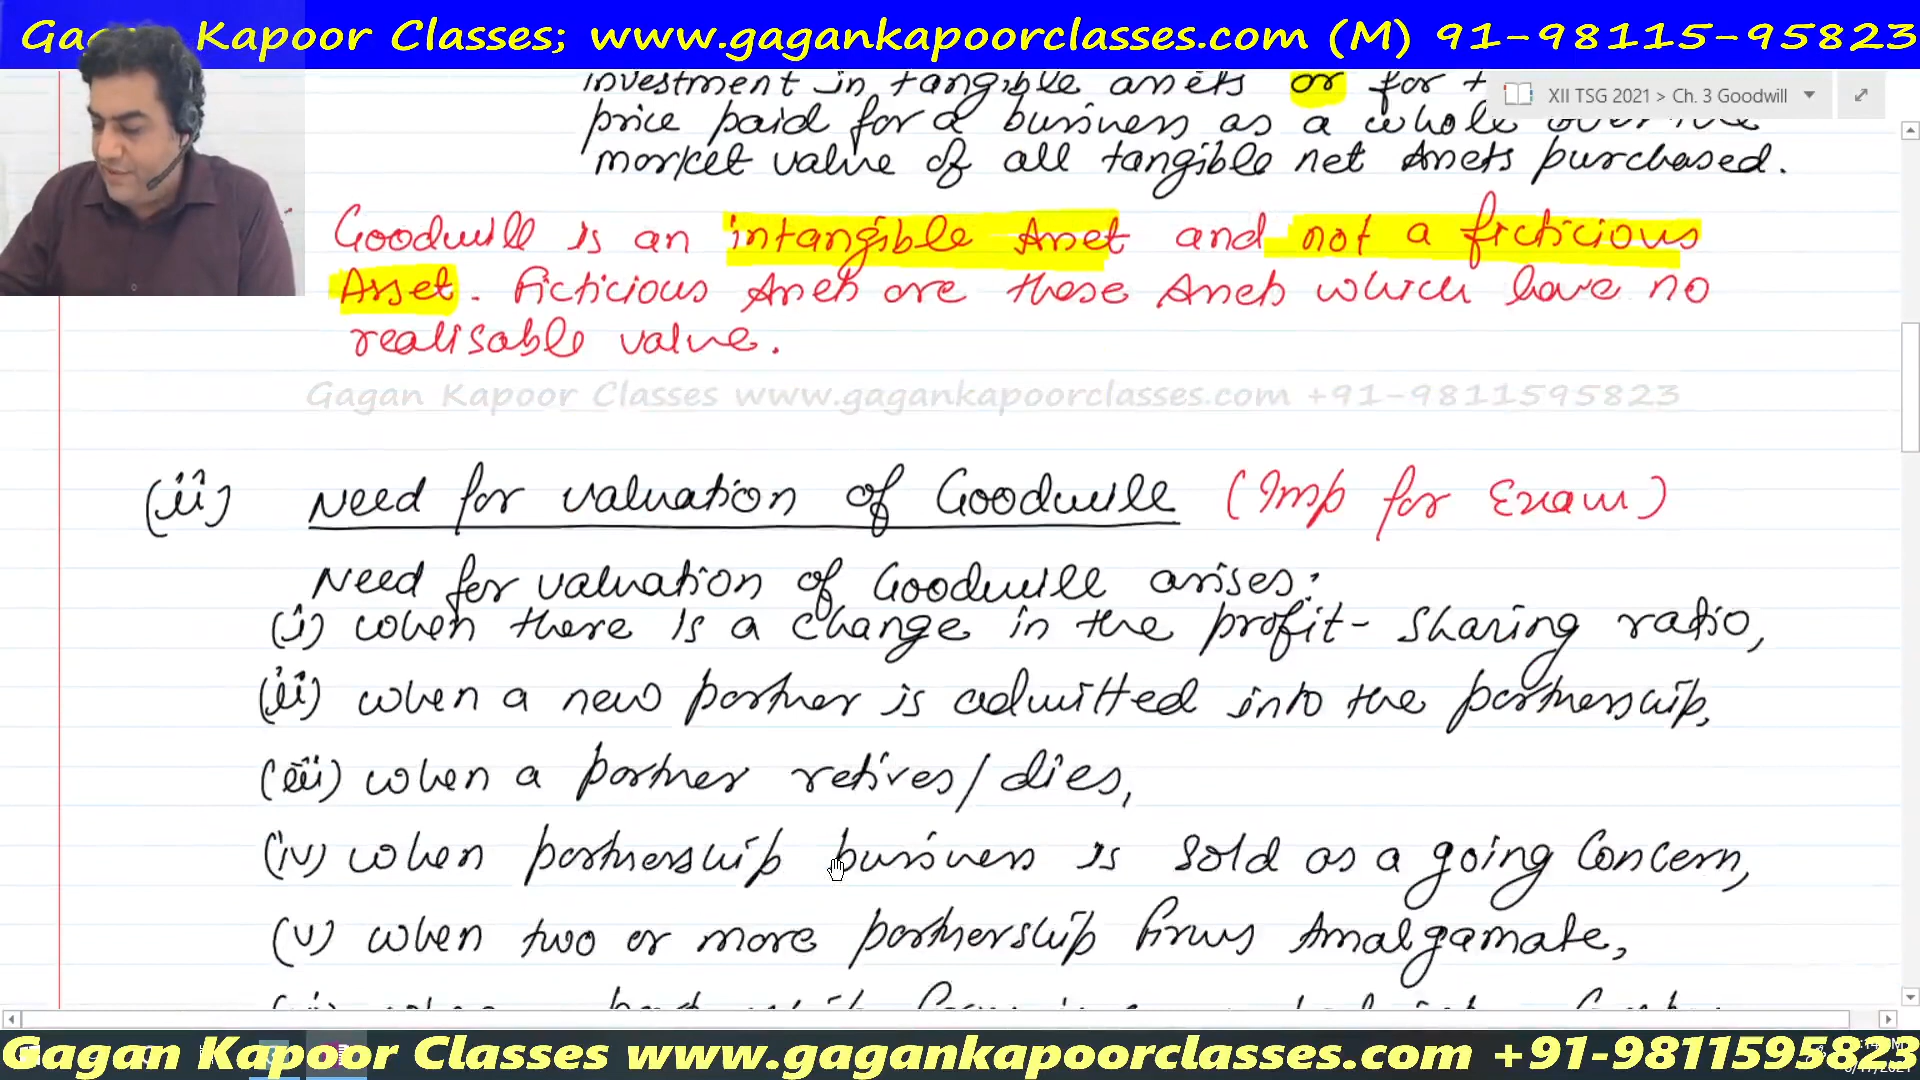 Gagan Kapoor Classes; www.gagankapoorclasses.com (M) 91-98115-95823
XII TSG 2021 > Ch. 3 Goodwill
investment in tangible assets or for
price paid for a business as a whole over the
market value of all tangible net Assets purchased.
Goodwill is an intangible Asset and not a ficticious
Asset. Ficticious Assets are these Assets which have no
realisable value.
Gagan Kapoor Classes www.gagankapoorclasses.com +91-9811595823
(ii) Need for valuation of Goodwill (Imp for Exam)
Need for valuation of Goodwill arises:
(i) when there is a change in the profit-sharing ratio,
(ii) when a new partner is admitted into the partnership,
(iii) when a partner retires/dies,
(iv) when partnership business is sold as a going Concern,
(v) when two or more partnership firms Amalgamate,
Gagan Kapoor Classes www.gagankapoorclasses.com +91-9811595823